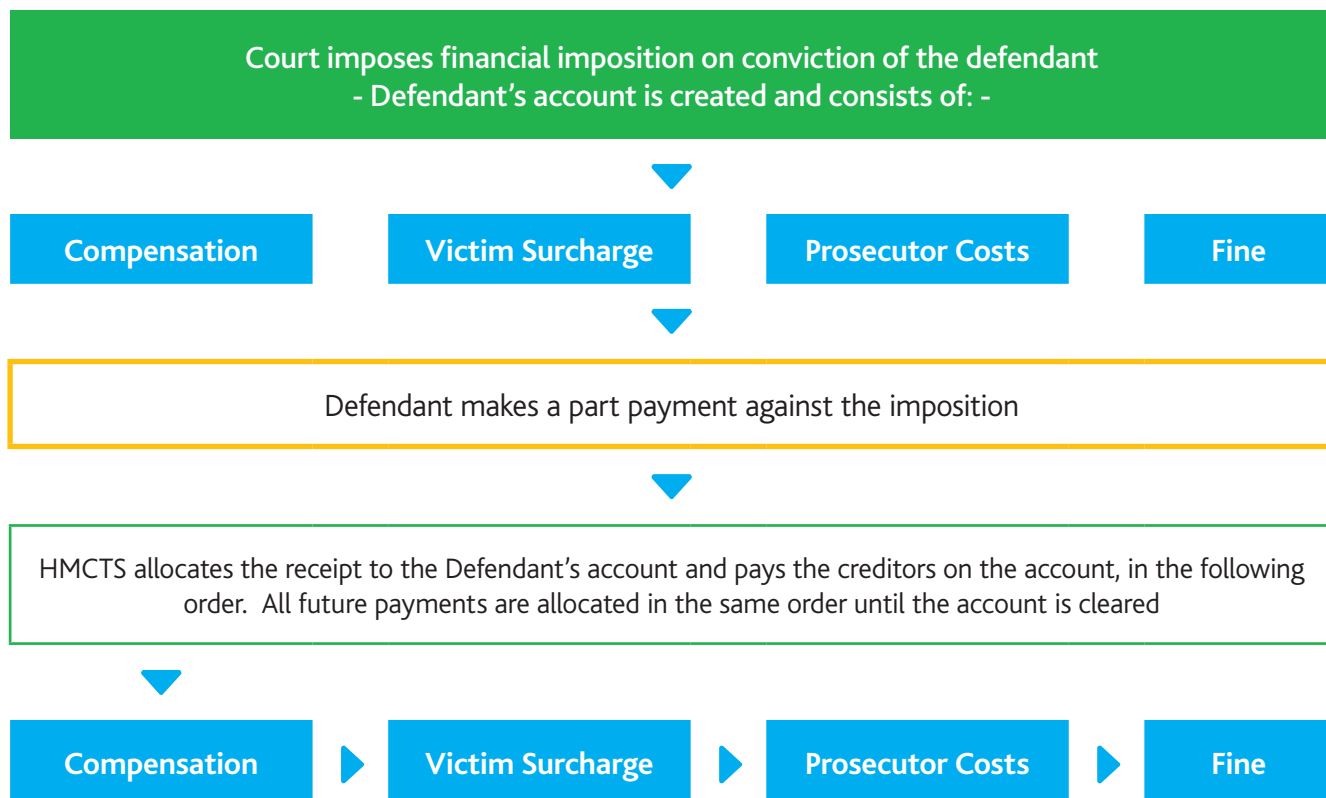 Court imposes financial imposition on conviction of the defendant
- Defendant’s account is created and consists of: -
Compensation
Victim Surcharge
Prosecutor Costs
Fine
Defendant makes a part payment against the imposition
HMCTS allocates the receipt to the Defendant’s account and pays the creditors on the account, in the following
order.  All future payments are allocated in the same order until the account is cleared
Compensation
Victim Surcharge
Prosecutor Costs
Fine